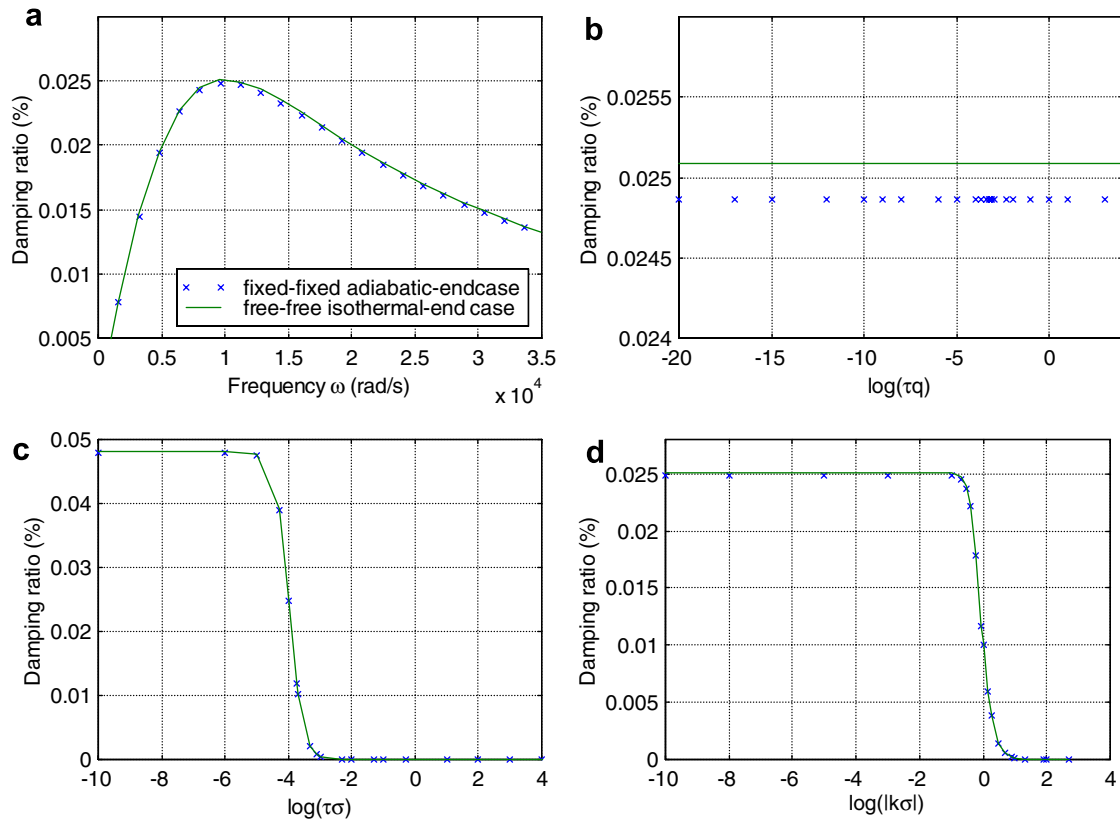 a
Damping ratio (%)
0.025
0.02
0.015
0.01
0.005
0 0.5 1 1.5 2 2.5 3 3.5
Frequency ω (rad/s)
x 10^4
fixed-fixed adiabatic-endcase
free-free isothermal-end case
b
Damping ratio (%)
0.0255
0.025
0.0245
0.024
-20 -15 -10 -5 0
log(τq)
c
Damping ratio (%)
0.05
0.04
0.03
0.02
0.01
0
-10 -8 -6 -4 -2 0 2 4
log(τσ)
d
Damping ratio (%)
0.025
0.02
0.015
0.01
0.005
0
-10 -8 -6 -4 -2 0 2 4
log(|kσ|)